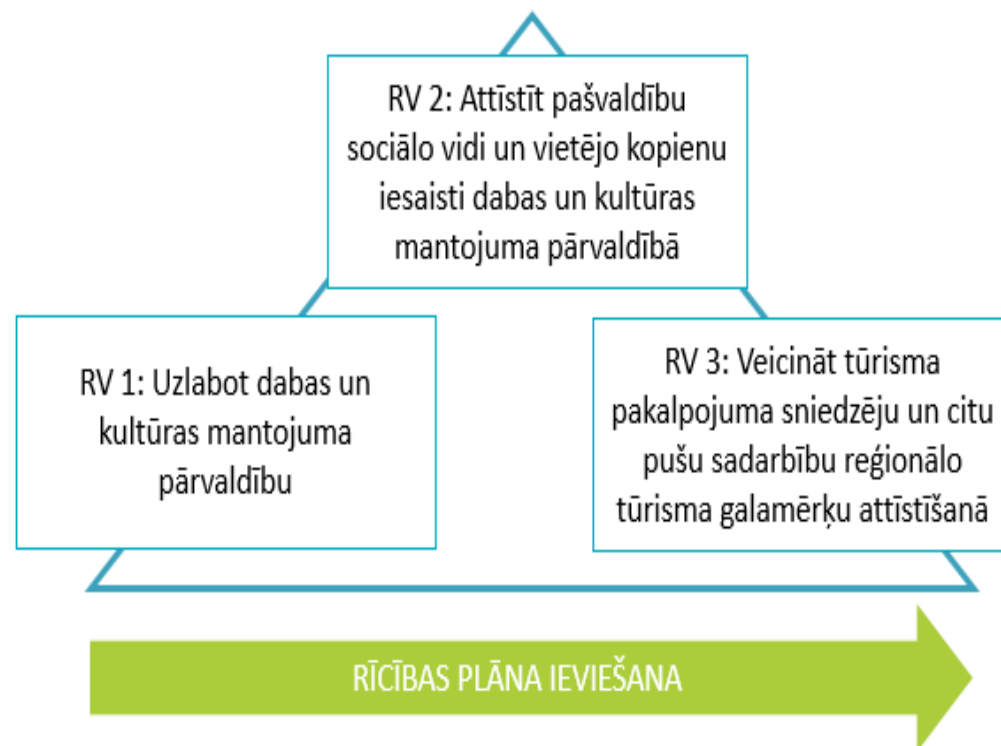 RV 2: Attīstīt pašvaldību
sociālo vidi un vietējo kopienu
iesaisti dabas un kultūras
mantojuma pārvaldībā
RV 1: Uzlabot dabas un
kultūras mantojuma
pārvaldību
RV 3: Veicināt tūrisma
pakalpojuma sniedzēju un citu
pušu sadarbību reģionālo
tūrisma galamērķu attīstīšanā
RĪCĪBAS PLĀNA IEVIEŠANA